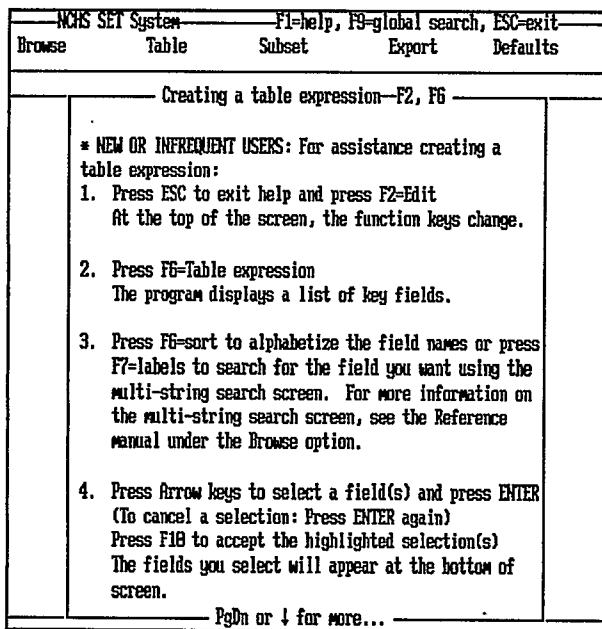 NCHS SET System F1=help, F9=global search, ESC=exit
Browse Table Subset Export Defaults
Creating a table expression--F2, F6
* NEW OR INFREQUENT USERS: For assistance creating a
table expression:
1. Press ESC to exit help and press F2=Edit
At the top of the screen, the function keys change.
2. Press F6=Table expression
The program displays a list of key fields.
3. Press F6=sort to alphabetize the field names or press
F7=labels to search for the field you want using the
multi-string search screen. For more information on
the multi-string search screen, see the Reference
manual under the Browse option.
4. Press Arrow keys to select a field(s) and press ENTER
(To cancel a selection: Press ENTER again)
Press F10 to accept the highlighted selection(s)
The fields you select will appear at the bottom of
screen.
PgDn or ↓ for more...